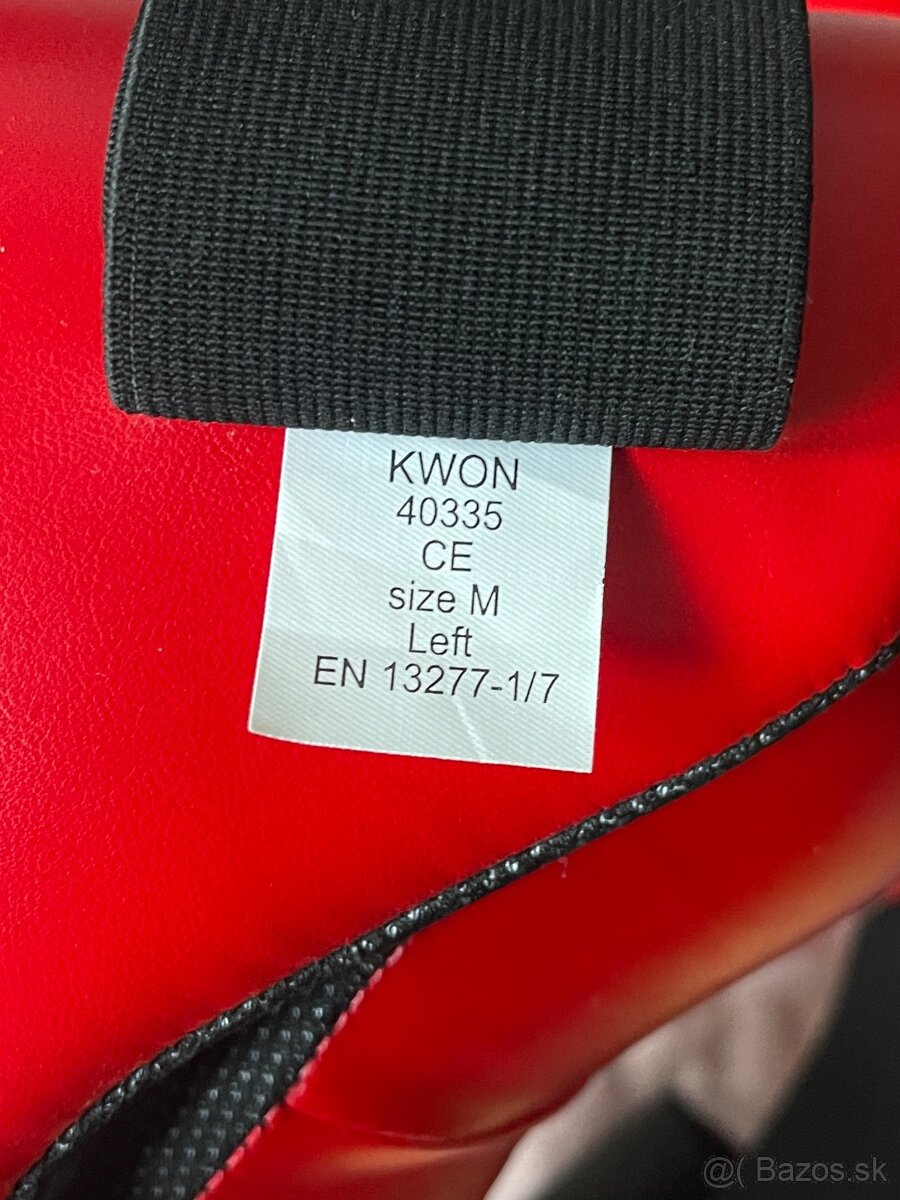 KWON
40335
CE
size M
Left
EN 13277-1/7
@( Bazos.sk